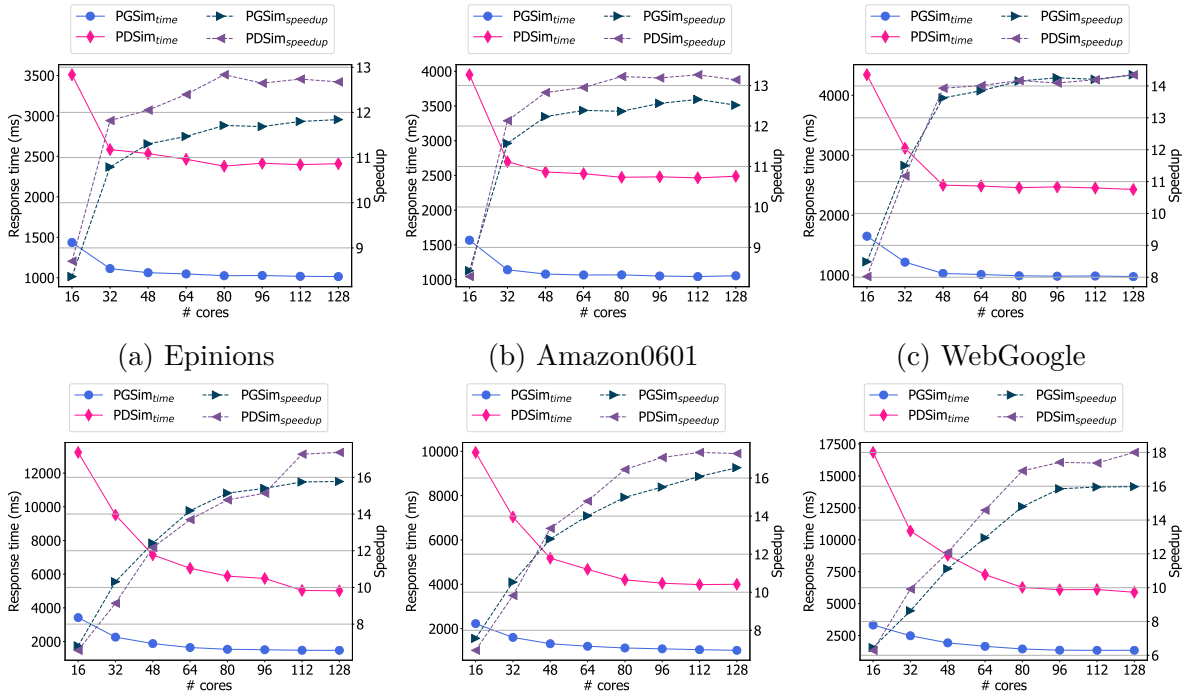 PGSim_time PGSim_speedup
PDSim_time PDSim_speedup
PGSim_time PGSim_speedup
PDSim_time PDSim_speedup
PGSim_time PGSim_speedup
PDSim_time PDSim_speedup
Response time (ms)
3500
3000
2500
2000
1500
1000
16 32 48 64 80 96 112 128
# cores
13
12
11
10
9
Speedup
Response time (ms)
4000
3500
3000
2500
2000
1500
1000
16 32 48 64 80 96 112 128
# cores
13
12
11
10
9
Speedup
Response time (ms)
4000
3000
2000
1000
16 32 48 64 80 96 112 128
# cores
14
13
12
11
10
9
8
Speedup
(a) Epinions
(b) Amazon0601
(c) WebGoogle
PGSim_time PGSim_speedup
PDSim_time PDSim_speedup
PGSim_time PGSim_speedup
PDSim_time PDSim_speedup
PGSim_time PGSim_speedup
PDSim_time PDSim_speedup
Response time (ms)
12000
10000
8000
6000
4000
2000
16 32 48 64 80 96 112 128
# cores
16
14
12
10
8
Speedup
Response time (ms)
10000
8000
6000
4000
2000
16 32 48 64 80 96 112 128
# cores
16
14
12
10
8
Speedup
Response time (ms)
17500
15000
12500
10000
7500
5000
2500
16 32 48 64 80 96 112 128
# cores
18
16
14
12
10
8
6
Speedup